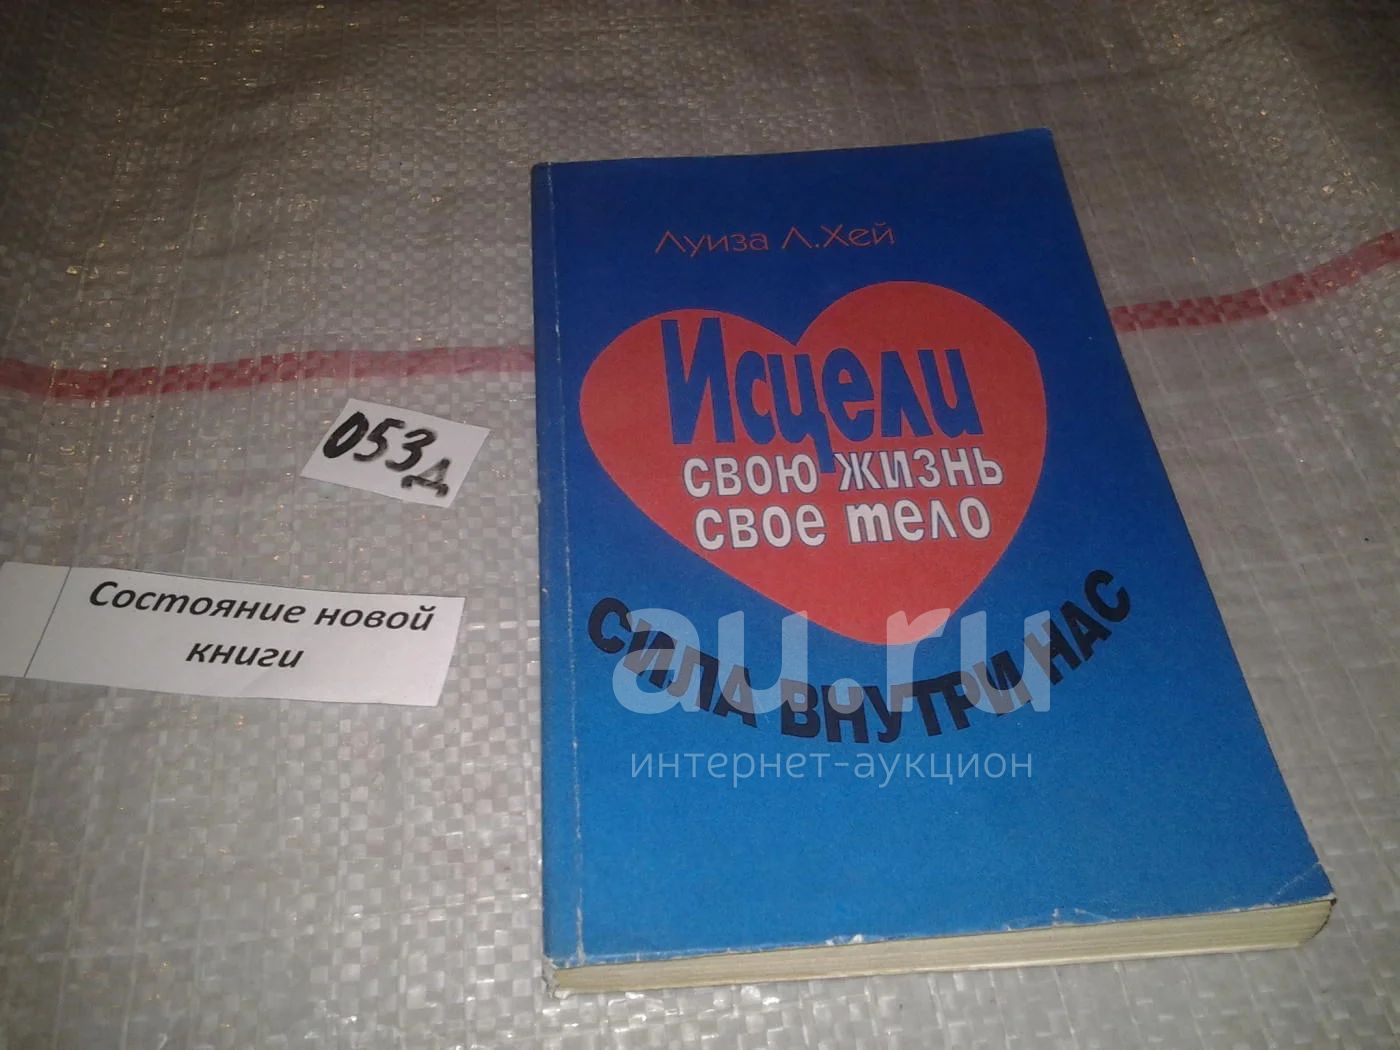 Луиза Л.Хей
Исцели
свою жизнь
свое тело
СИЛА ВНУТРИ НАС
053д
Состояние новой
книги
au.ru
интернет-аукцион